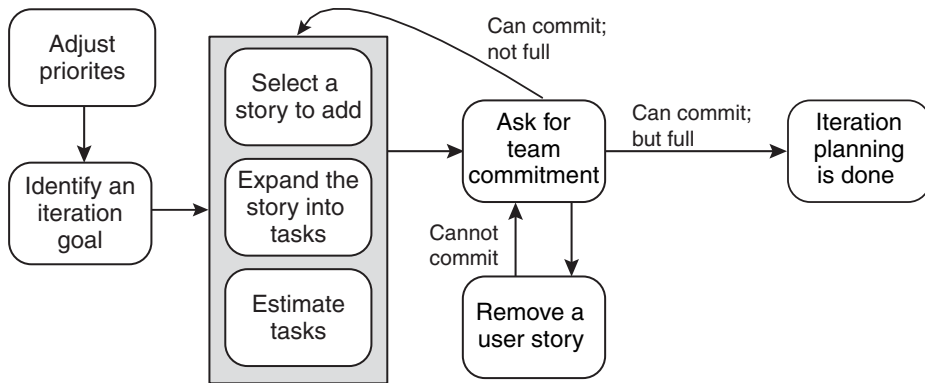 Adjust
priorites
Identify an
iteration
goal
Select a
story to add
Expand the
story into
tasks
Estimate
tasks
Can commit;
not full
Ask for
team
commitment
Can commit;
but full
Iteration
planning
is done
Cannot
commit
Remove a
user story